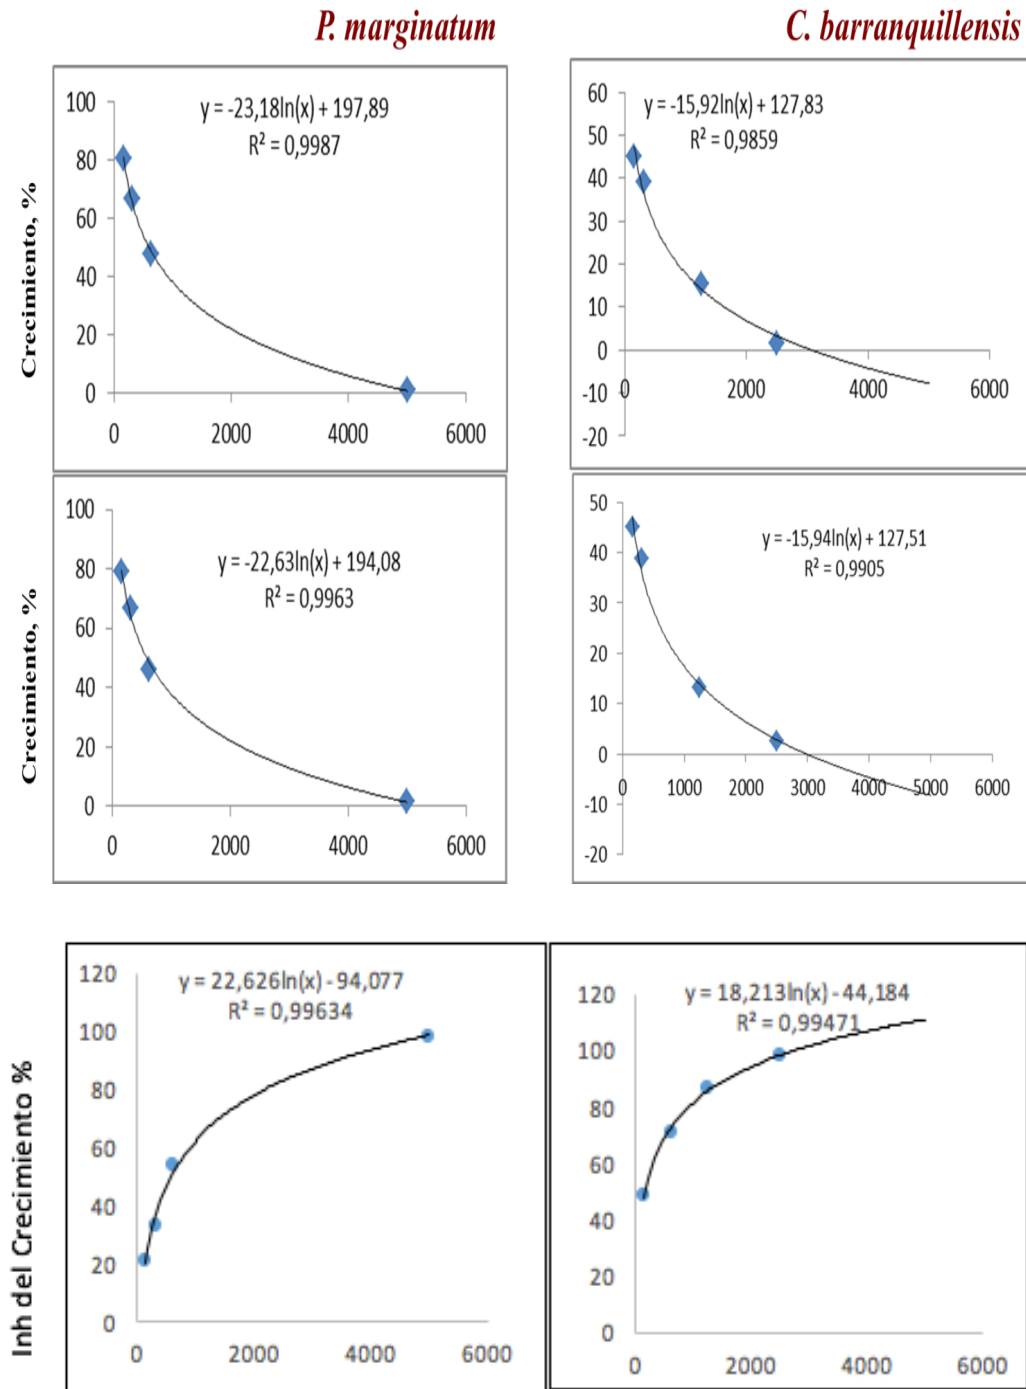 P. marginatum
C. barranquillensis
Crecimiento, %
100
80
60
40
20
0
0 2000 4000 6000
y = -23,18ln(x) + 197,89
R² = 0,9987
60
50
40
30
20
10
0
-10
-20
0 2000 4000 6000
y = -15,92ln(x) + 127,83
R² = 0,9859
Crecimiento, %
100
80
60
40
20
0
0 2000 4000 6000
y = -22,63ln(x) + 194,08
R² = 0,9963
50
40
30
20
10
0
-10
-20
0 1000 2000 3000 4000 5000 6000
y = -15,94ln(x) + 127,51
R² = 0,9905
Inh del Crecimiento %
120
100
80
60
40
20
0
0 2000 4000 6000
y = 22,626ln(x) - 94,077
R² = 0,99634
120
100
80
60
40
20
0
0 2000 4000 6000
y = 18,213ln(x) - 44,184
R² = 0,99471